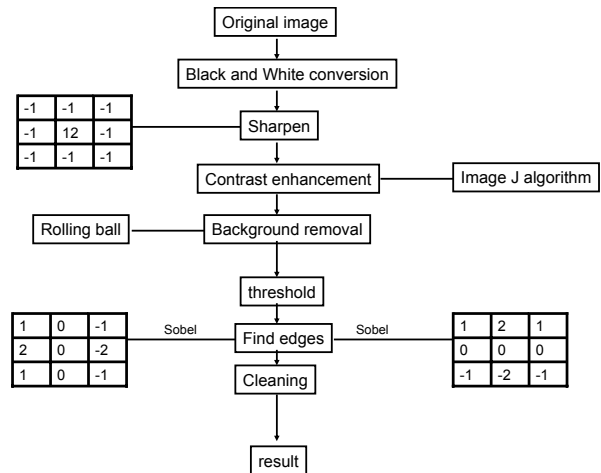 Original image
Black and White conversion
-1 -1 -1
-1 12 -1
-1 -1 -1
Sharpen
Contrast enhancement
Image J algorithm
Rolling ball
Background removal
threshold
1 0 -1
2 0 -2
1 0 -1
Sobel
Find edges
Sobel
1 2 1
0 0 0
-1 -2 -1
Cleaning
result